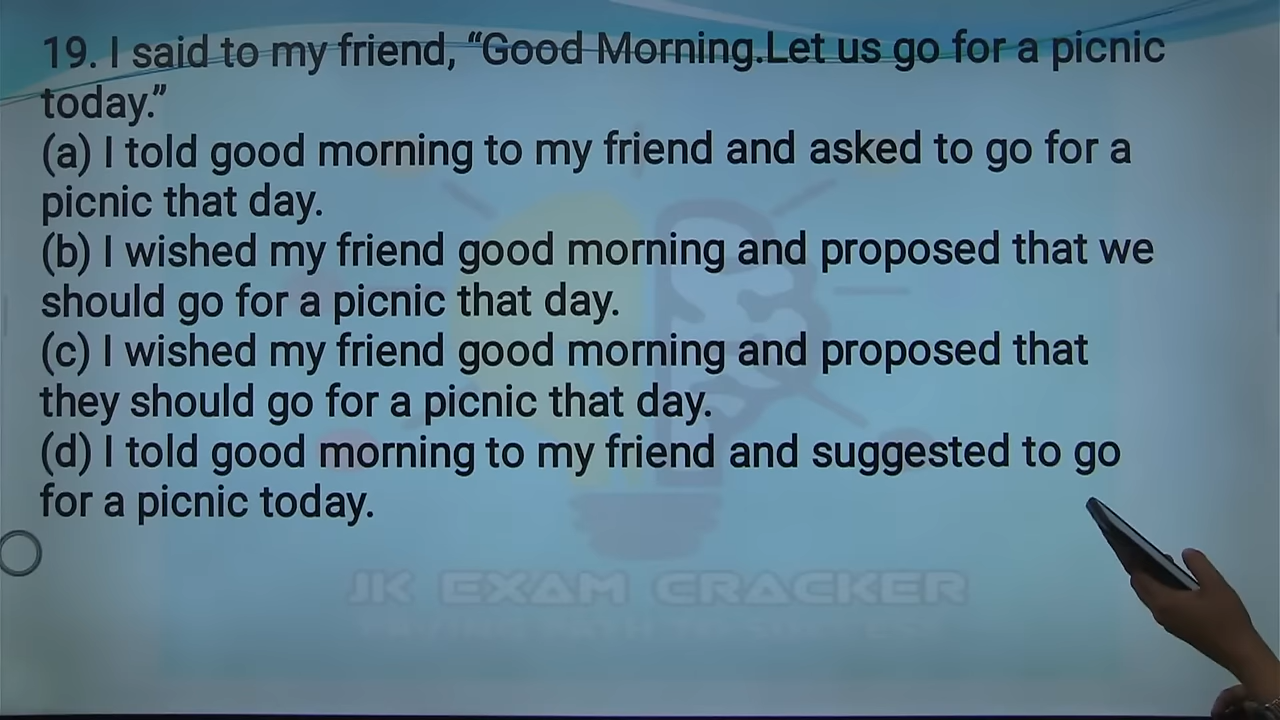 19. I said to my friend, “Good Morning.Let us go for a picnic
today.”
(a) I told good morning to my friend and asked to go for a
picnic that day.
(b) I wished my friend good morning and proposed that we
should go for a picnic that day.
(c) I wished my friend good morning and proposed that
they should go for a picnic that day.
(d) I told good morning to my friend and suggested to go
for a picnic today.
JK EXAM CRACKER